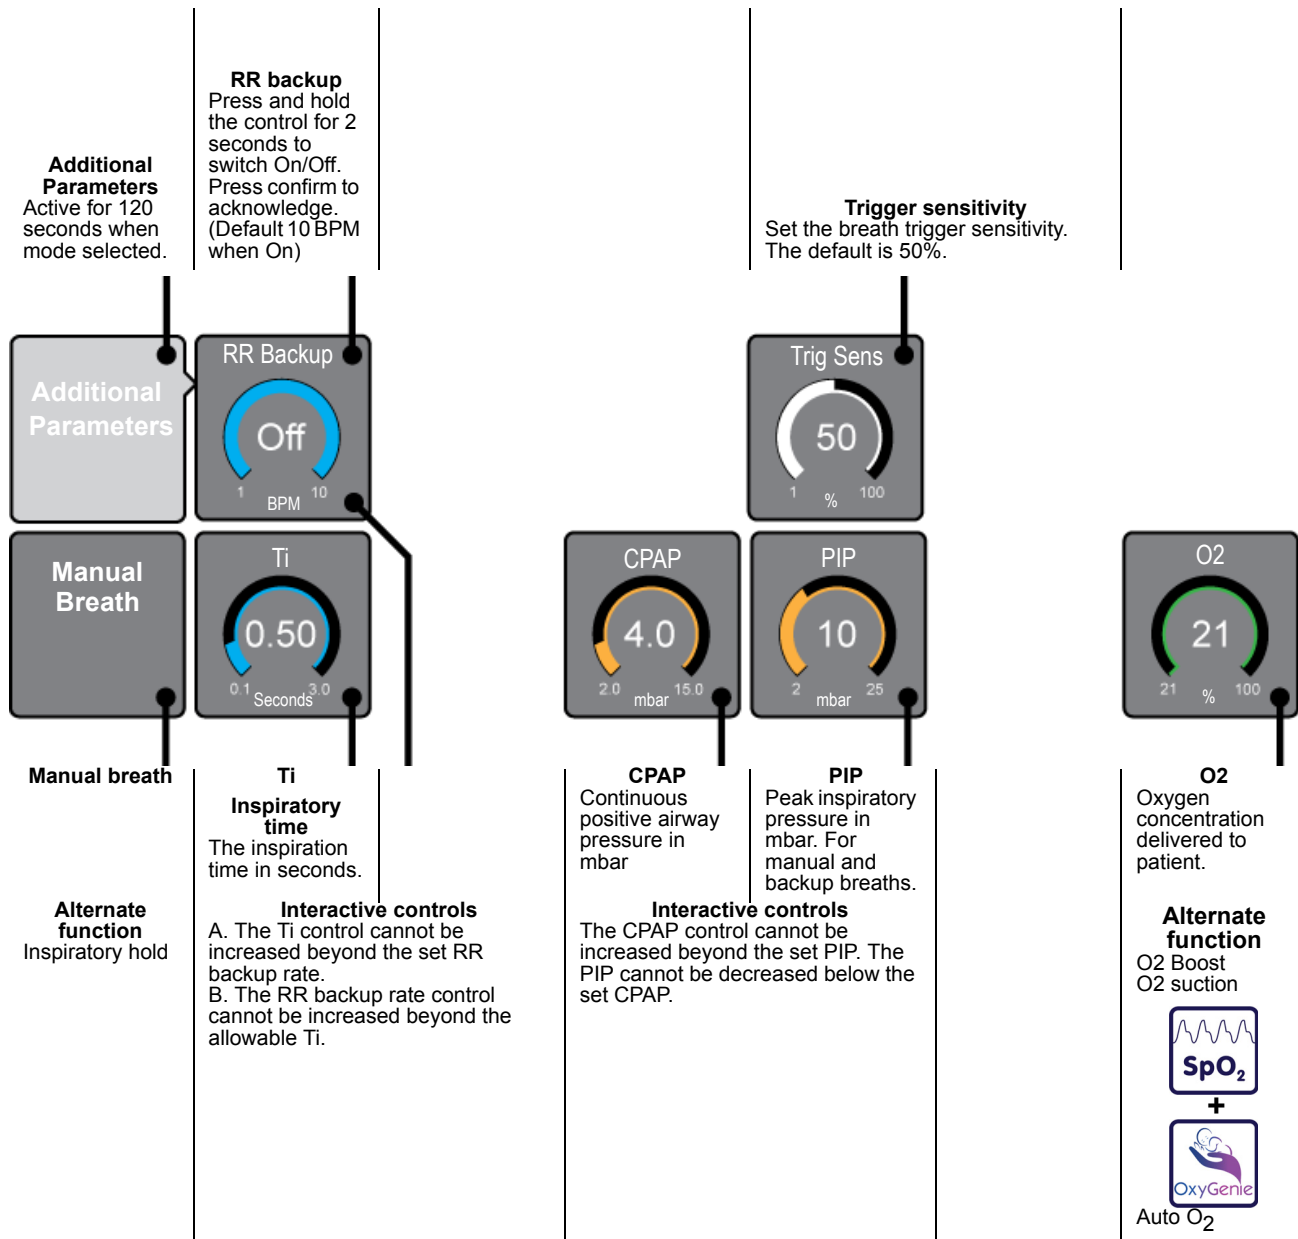 RR backup
Press and hold
the control for 2
seconds to
switch On/Off.
Press confirm to
acknowledge.
(Default 10 BPM
when On)
Additional
Parameters
Active for 120
seconds when
mode selected.
Trigger sensitivity
Set the breath trigger sensitivity.
The default is 50%.
Additional
Parameters
RR Backup
Off
1 10
BPM
Trig Sens
50
1 100
%
Manual
Breath
Ti
0.50
0.1 3.0
Seconds
CPAP
4.0
2.0 15.0
mbar
PIP
10
2 25
mbar
O2
21
21 100
%
Manual breath
Alternate
function
Inspiratory hold
Ti
Inspiratory
time
The inspiration
time in seconds.
Interactive controls
A. The Ti control cannot be
increased beyond the set RR
backup rate.
B. The RR backup rate control
cannot be increased beyond the
allowable Ti.
CPAP
Continuous
positive airway
pressure in
mbar
PIP
Peak inspiratory
pressure in
mbar. For
manual and
backup breaths.
Interactive controls
The CPAP control cannot be
increased beyond the set PIP. The
PIP cannot be decreased below the
set CPAP.
O2
Oxygen
concentration
delivered to
patient.
Alternate
function
O2 Boost
O2 suction
SpO2
+
OxyGenie
Auto O2